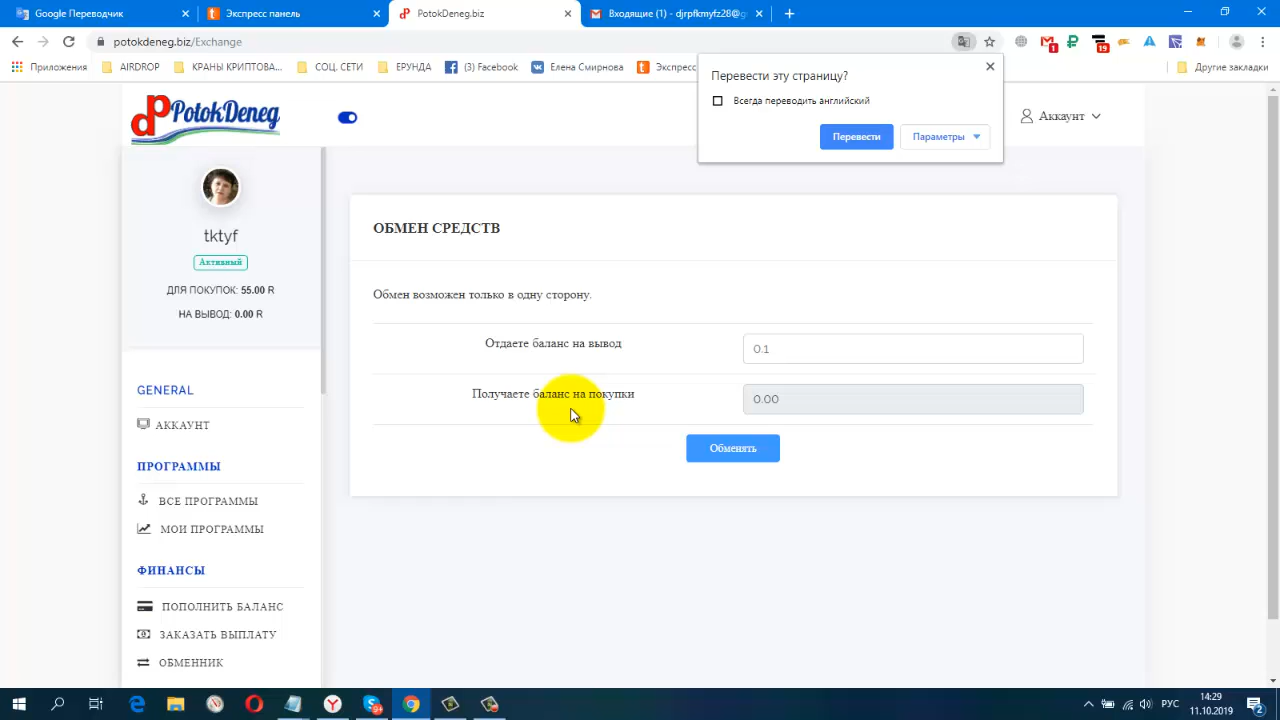 Google Переводчик
Экспресс панель
PotokDeneg.biz
Входящие (1) - djrpfkmyfz28@g
potokdeneg.biz/Exchange
1
19
Приложения
AIRDROP
КРАНЫ КРИПТОВА...
СОЦ. СЕТИ
ЕРУНДА
(3) Facebook
Елена Смирнова
Экспресс
Другие закладки
Перевести эту страницу?
Всегда переводить английский
Перевести
Параметры
PotokDeneg
Аккаунт
tktyf
Активный
ДЛЯ ПОКУПОК: 55.00 R
НА ВЫВОД: 0.00 R
GENERAL
АККАУНТ
ПРОГРАММЫ
ВСЕ ПРОГРАММЫ
МОИ ПРОГРАММЫ
ФИНАНСЫ
ПОПОЛНИТЬ БАЛАНС
ЗАКАЗАТЬ ВЫПЛАТУ
ОБМЕННИК
ОБМЕН СРЕДСТВ
Обмен возможен только в одну сторону.
Отдаете баланс на вывод
0.1
Получаете баланс на покупки
0.00
Обменять
РУС
14:29
11.10.2019
2